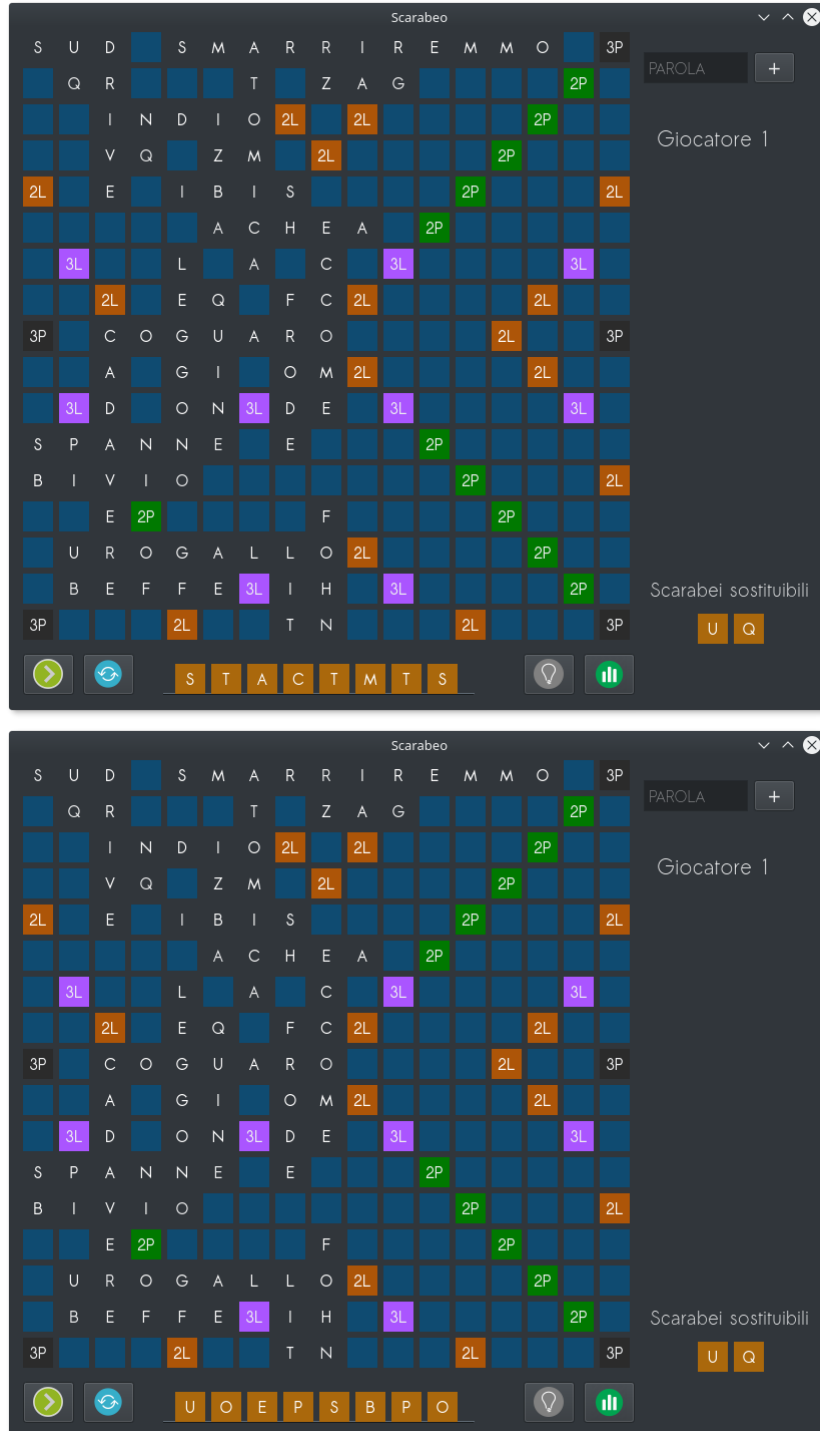 Scarabeo
S U D S M A R R I R E M M O 3P
Q R T Z A G 2P
PAROLA +
I N D I O 2L 2L 2P
Giocatore 1
V Q Z M 2L 2P
2L E I B I S 2P 2L
A C H E A 2P
3L L A C 3L 3L
2L E Q F C 2L 2L
3P C O G U A R O 2L 3P
A G I O M 2L 2L
3L D O N 3L D E 3L 3L
S P A N N E E 2P
B I V I O 2P 2L
E 2P F 2P
U R O G A L L O 2L 2P
B E F F E 3L I H 3L 2P
Scarabei sostituibili
3P 2L T N 2L 3P
U Q
S T A C T M T S
Scarabeo
S U D S M A R R I R E M M O 3P
Q R T Z A G 2P
PAROLA +
I N D I O 2L 2L 2P
Giocatore 1
V Q Z M 2L 2P
2L E I B I S 2P 2L
A C H E A 2P
3L L A C 3L 3L
2L E Q F C 2L 2L
3P C O G U A R O 2L 3P
A G I O M 2L 2L
3L D O N 3L D E 3L 3L
S P A N N E E 2P
B I V I O 2P 2L
E 2P F 2P
U R O G A L L O 2L 2P
B E F F E 3L I H 3L 2P
Scarabei sostituibili
3P 2L T N 2L 3P
U Q
U O E P S B P O